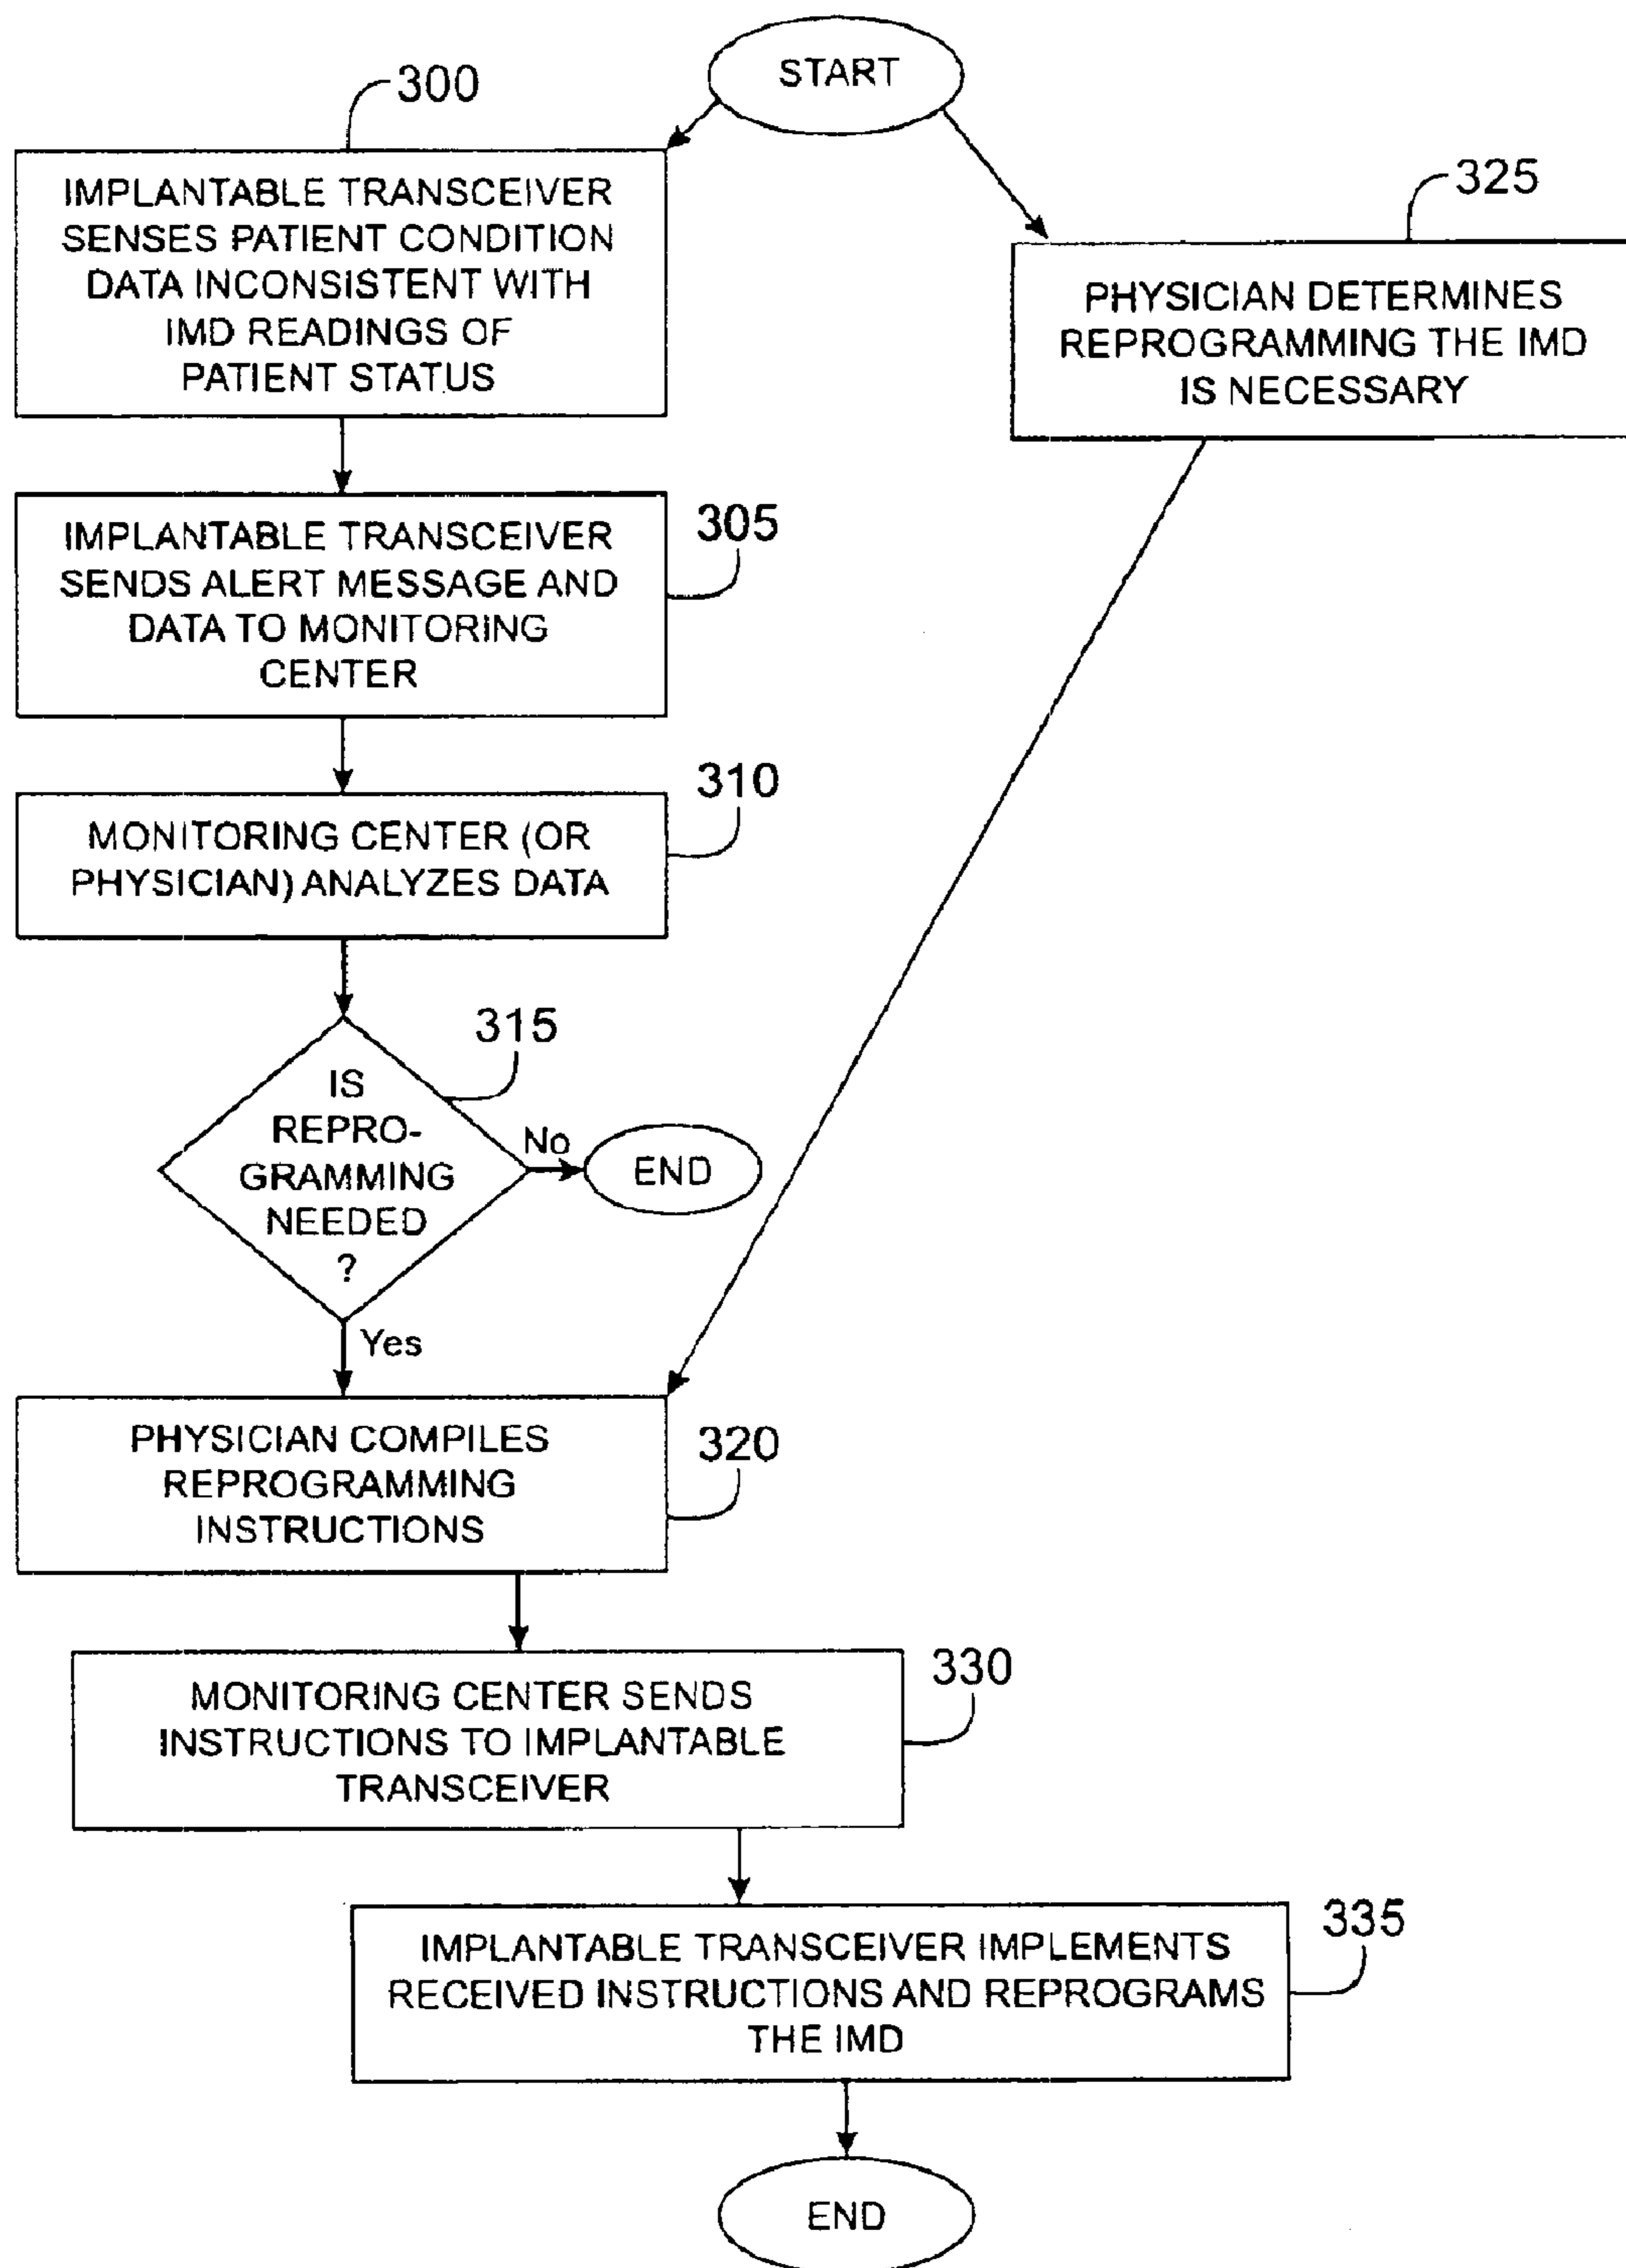 START
300
IMPLANTABLE TRANSCEIVER
SENSES PATIENT CONDITION
DATA INCONSISTENT WITH
IMD READINGS OF
PATIENT STATUS
325
PHYSICIAN DETERMINES
REPROGRAMMING THE IMD
IS NECESSARY
305
IMPLANTABLE TRANSCEIVER
SENDS ALERT MESSAGE AND
DATA TO MONITORING
CENTER
310
MONITORING CENTER (OR
PHYSICIAN) ANALYZES DATA
315
IS
REPRO-
GRAMMING
NEEDED
?
No
END
Yes
320
PHYSICIAN COMPILES
REPROGRAMMING
INSTRUCTIONS
330
MONITORING CENTER SENDS
INSTRUCTIONS TO IMPLANTABLE
TRANSCEIVER
335
IMPLANTABLE TRANSCEIVER IMPLEMENTS
RECEIVED INSTRUCTIONS AND REPROGRAMS
THE IMD
END